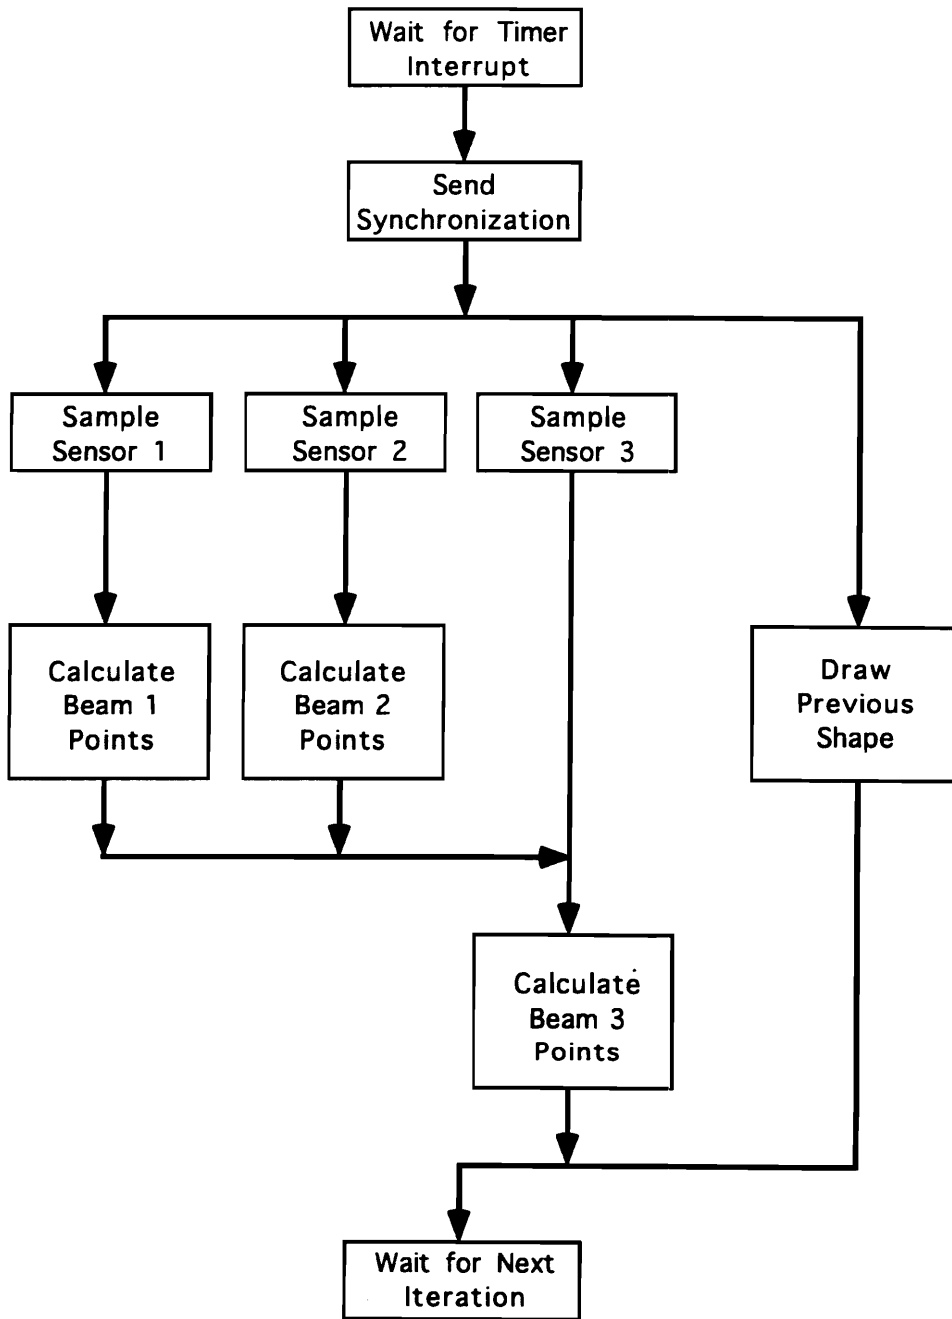 Wait for Timer
Interrupt
Send
Synchronization
Sample
Sensor 1
Sample
Sensor 2
Sample
Sensor 3
Calculate
Beam 1
Points
Calculate
Beam 2
Points
Draw
Previous
Shape
Calculate
Beam 3
Points
Wait for Next
Iteration